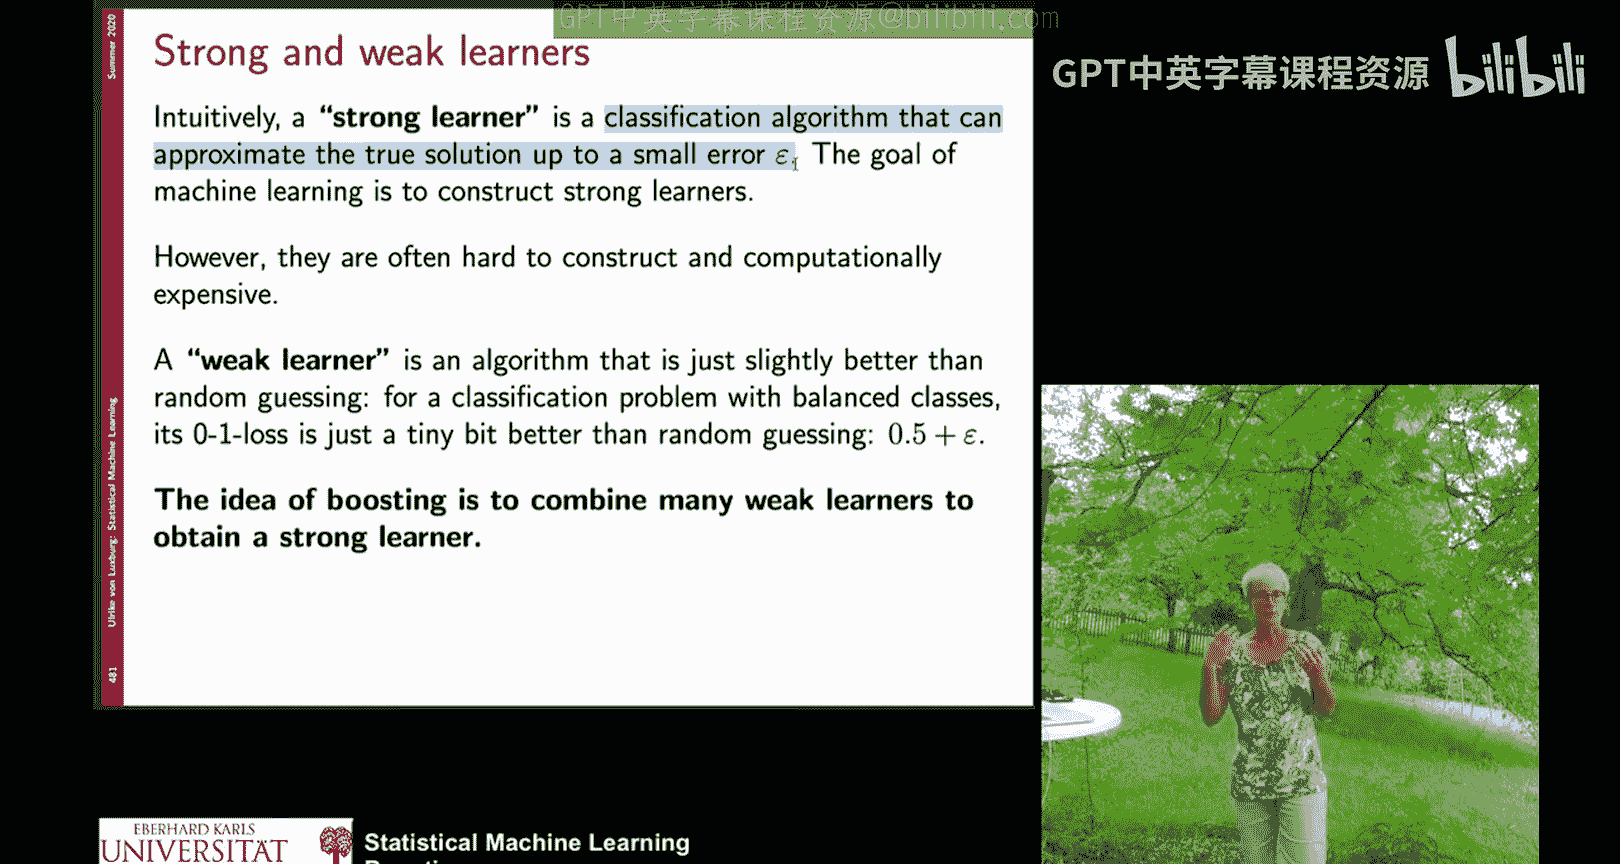 GPT中英字幕课程资源@bilibili.com
GPT中英字幕课程资源 bilibili
Summer 2020
Strong and weak learners
Intuitively, a “strong learner” is a classification algorithm that can
approximate the true solution up to a small error ε. The goal of
machine learning is to construct strong learners.
However, they are often hard to construct and computationally
expensive.
A “weak learner” is an algorithm that is just slightly better than
random guessing: for a classification problem with balanced classes,
its 0-1-loss is just a tiny bit better than random guessing: 0.5 + ε.
The idea of boosting is to combine many weak learners to
obtain a strong learner.
Ulrike von Luxburg: Statistical Machine Learning
481
EBERHARD KARLS
UNIVERSITÄT
Statistical Machine Learning